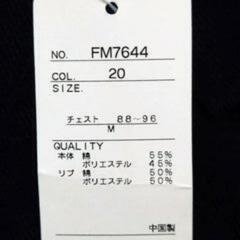 NO. FM7644
COL. 20
SIZE.
チェスト 88～96
M
QUALITY
本体 綿 55%
ポリエステル 45%
リブ 綿 50%
ポリエステル 50%
中国製